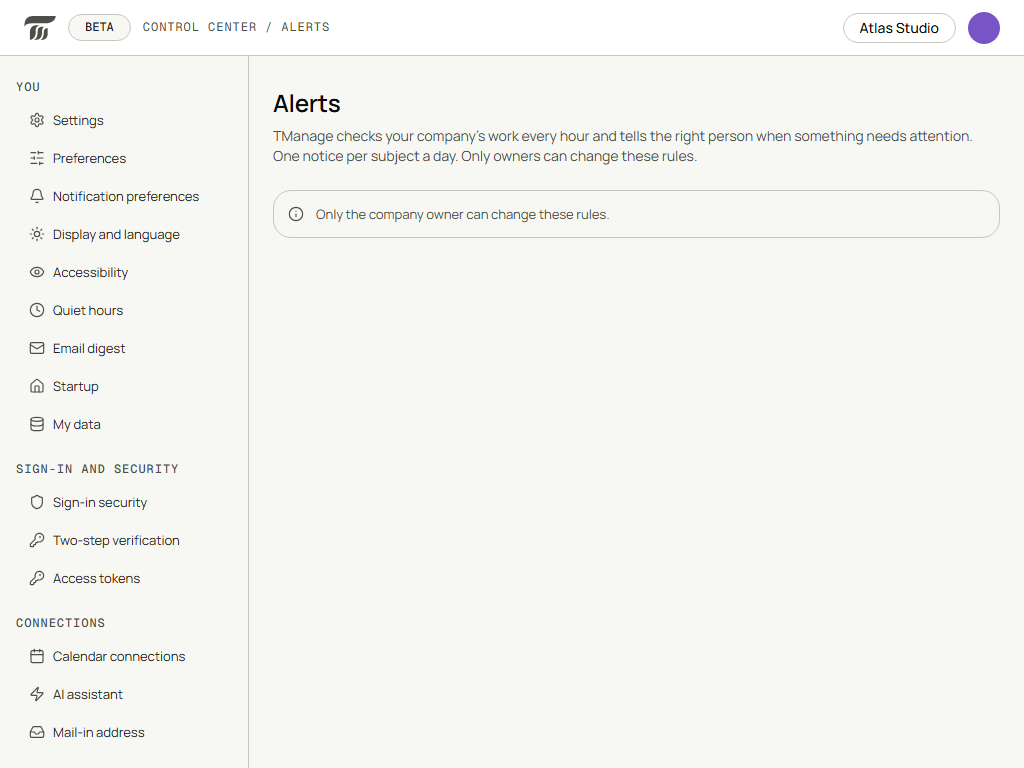 BETA
CONTROL CENTER / ALERTS
Atlas Studio
YOU
Settings
Preferences
Notification preferences
Display and language
Accessibility
Quiet hours
Email digest
Startup
My data
SIGN-IN AND SECURITY
Sign-in security
Two-step verification
Access tokens
CONNECTIONS
Calendar connections
AI assistant
Mail-in address
Alerts
TManage checks your company's work every hour and tells the right person when something needs attention.
One notice per subject a day. Only owners can change these rules.
Only the company owner can change these rules.